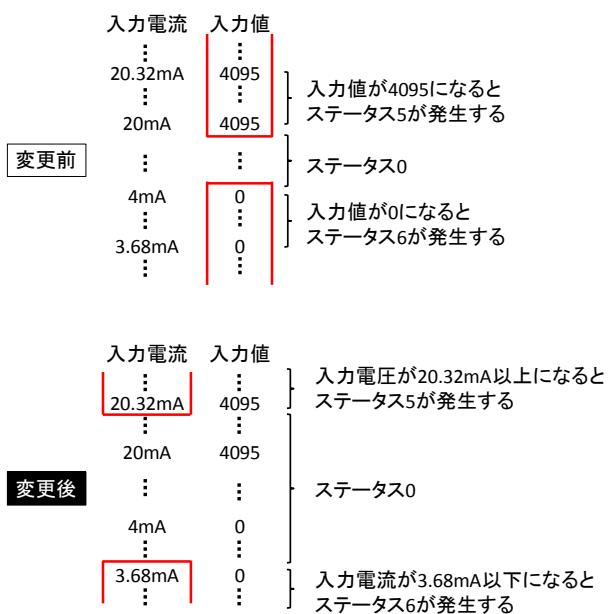 入力電流 入力値
20.32mA 4095
入力値が4095になると
ステータス5が発生する
20mA 4095
変更前
ステータス0
4mA 0
入力値が0になると
ステータス6が発生する
3.68mA 0
入力電流 入力値
入力電圧が20.32mA以上になると
ステータス5が発生する
20.32mA 4095
20mA 4095
変更後
ステータス0
4mA 0
3.68mA 0
入力電流が3.68mA以下になると
ステータス6が発生する